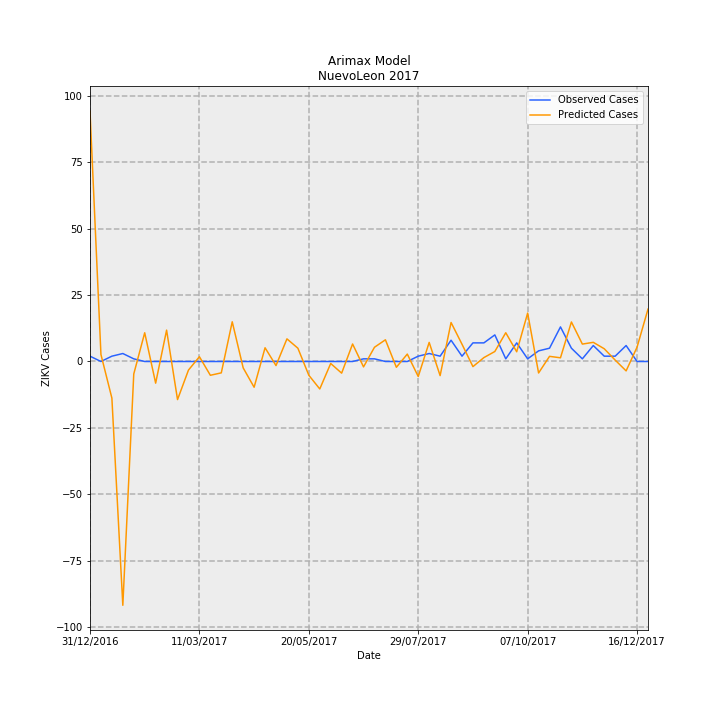 Arimax Model
NuevoLeon 2017
Observed Cases
Predicted Cases
ZIKV Cases
100
75
50
25
0
−25
−50
−75
−100
31/12/2016 11/03/2017 20/05/2017 29/07/2017 07/10/2017 16/12/2017
Date